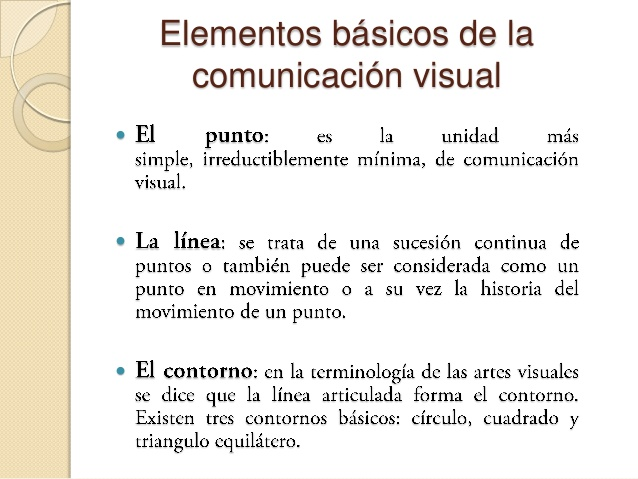 Elementos básicos de la
comunicación visual
• El punto: es la unidad más
simple, irreductiblemente mínima, de comunicación
visual.
• La línea: se trata de una sucesión continua de
puntos o también puede ser considerada como un
punto en movimiento o a su vez la historia del
movimiento de un punto.
• El contorno: en la terminología de las artes visuales
se dice que la línea articulada forma el contorno.
Existen tres contornos básicos: círculo, cuadrado y
triangulo equilátero.